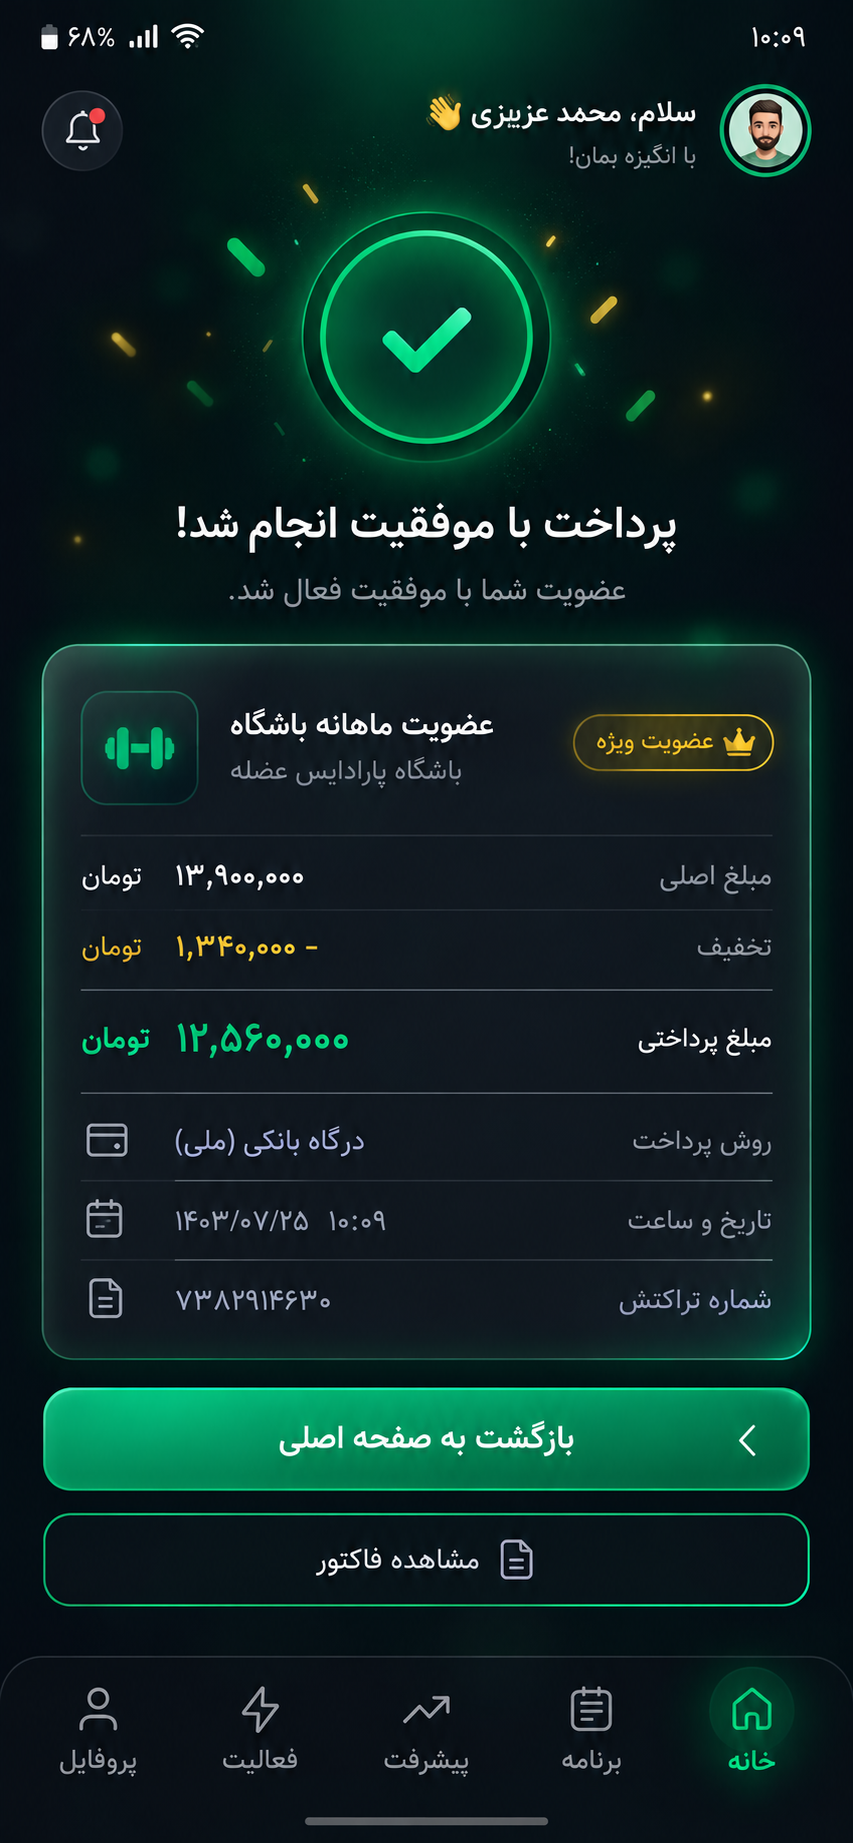 ۱۰:۰۹
۶۸%
سلام، محمد عزیزی 👋
با انگیزه بمان!
پرداخت با موفقیت انجام شد!
عضویت شما با موفقیت فعال شد.
عضویت ویژه
عضویت ماهانه باشگاه
باشگاه پارادایس عضله
مبلغ اصلی ۱۳,۹۰۰,۰۰۰ تومان
تخفیف - ۱,۳۴۰,۰۰۰ تومان
مبلغ پرداختی ۱۲,۵۶۰,۰۰۰ تومان
روش پرداخت درگاه بانکی (ملی)
تاریخ و ساعت ۱۴۰۳/۰۷/۲۵ ۱۰:۰۹
شماره تراکتش ۷۳۸۲۹۱۴۶۳۰
بازگشت به صفحه اصلی
مشاهده فاکتور
خانه
برنامه
پیشرفت
فعالیت
پروفایل